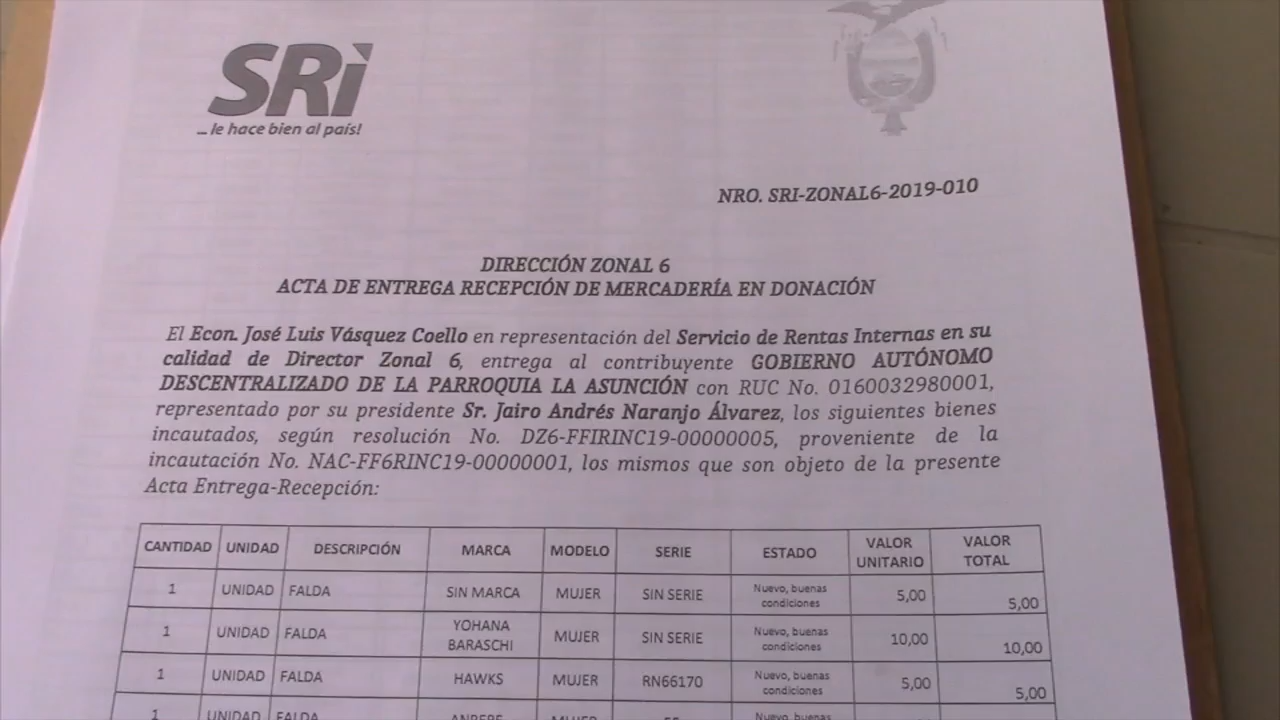 SRi
... le hace bien al país!
NRO. SRI-ZONAL6-2019-010
DIRECCIÓN ZONAL 6
ACTA DE ENTREGA RECEPCIÓN DE MERCADERÍA EN DONACIÓN
El Econ. José Luis Vásquez Coello en representación del Servicio de Rentas Internas en su
calidad de Director Zonal 6, entrega al contribuyente GOBIERNO AUTÓNOMO
DESCENTRALIZADO DE LA PARROQUIA LA ASUNCIÓN con RUC No. 0160032980001,
representado por su presidente Sr. Jairo Andrés Naranjo Álvarez, los siguientes bienes
incautados, según resolución No. DZ6-FFIRINC19-00000005, proveniente de la
incautación No. NAC-FF6RINC19-00000001, los mismos que son objeto de la presente
Acta Entrega-Recepción:
CANTIDAD UNIDAD DESCRIPCIÓN MARCA MODELO SERIE ESTADO VALOR UNITARIO VALOR TOTAL
1 UNIDAD FALDA SIN MARCA MUJER SIN SERIE Nuevo, buenas condiciones 5,00 5,00
1 UNIDAD FALDA YOHANA BARASCHI MUJER SIN SERIE Nuevo, buenas condiciones 10,00 10,00
1 UNIDAD FALDA HAWKS MUJER RN66170 Nuevo, buenas condiciones 5,00 5,00
1 UNIDAD FALDA MUJER Nuevo, buenas